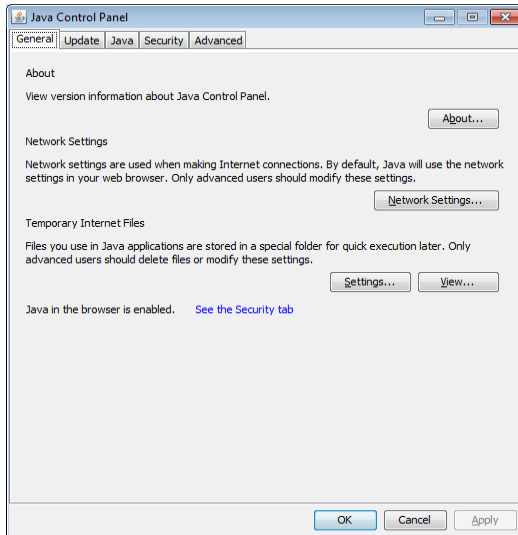 Java Control Panel
General Update Java Security Advanced
About
View version information about Java Control Panel.
About...
Network Settings
Network settings are used when making Internet connections. By default, Java will use the network
settings in your web browser. Only advanced users should modify these settings.
Network Settings...
Temporary Internet Files
Files you use in Java applications are stored in a special folder for quick execution later. Only
advanced users should delete files or modify these settings.
Settings... View...
Java in the browser is enabled. See the Security tab
OK Cancel Apply